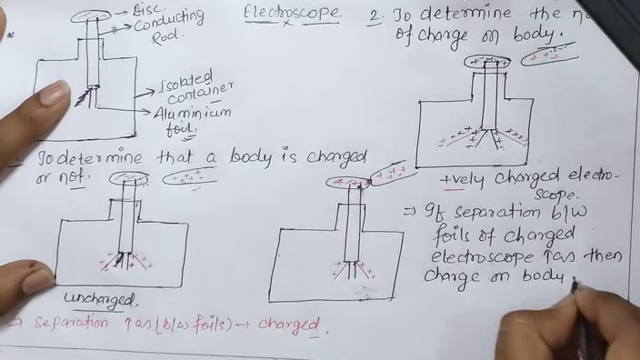 Electroscope
Disc.
Conducting
Rod.
Isolated
container
Aluminium
foil.
To determine that a body is charged
or not.
uncharged.
⇒ separation ↑as (b/w foils) → charged.
2. To determine the
of charge on body.
+vely charged electro-
scope.
⇒ If separation b/w
foils of charged
electroscope ↑as then
charge on body